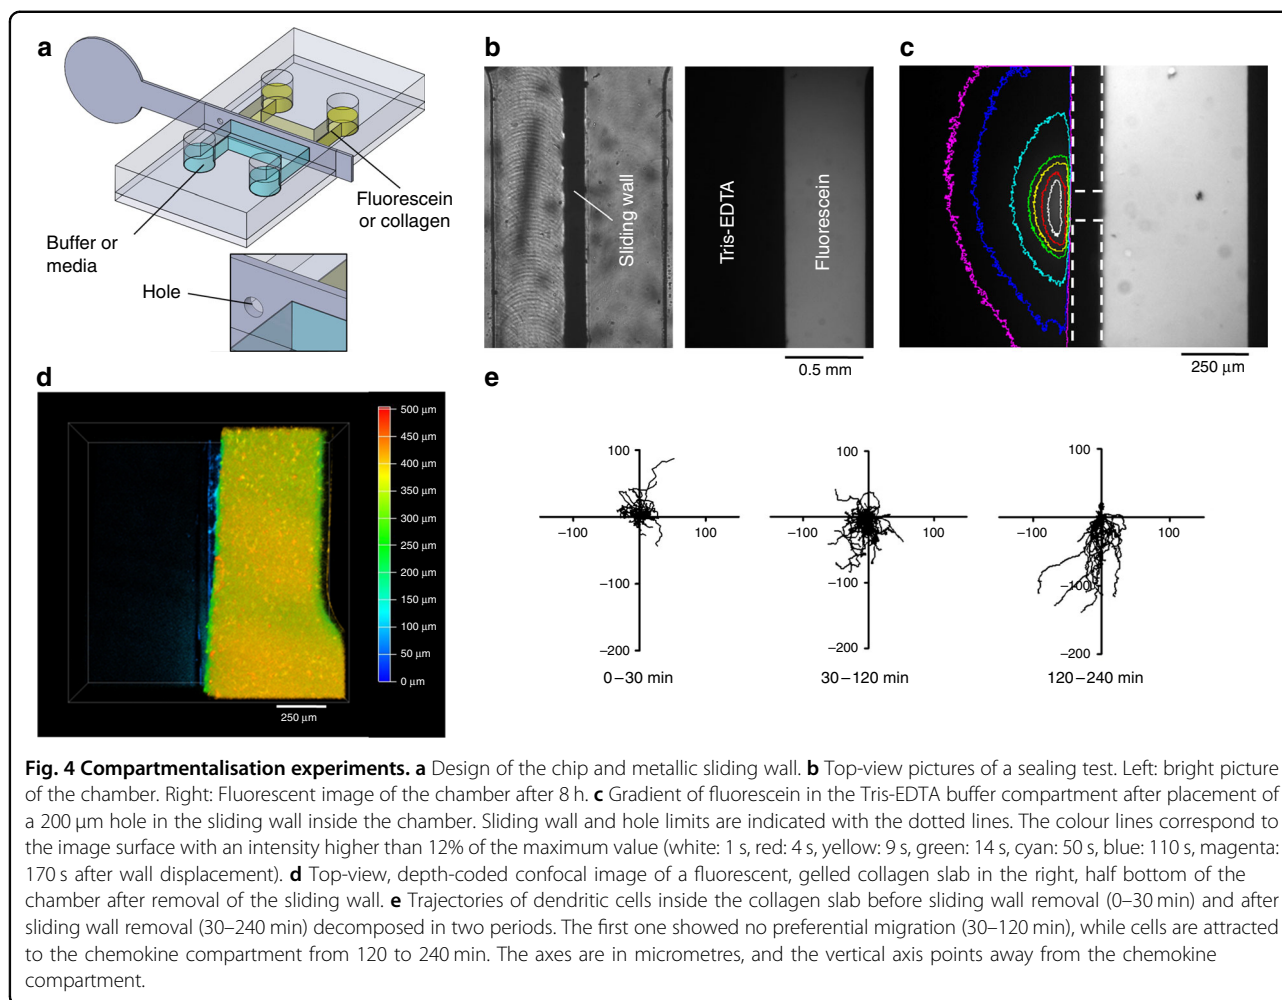 a
Fluorescein
or collagen
Buffer or
media
Hole
b
Sliding wall
Tris-EDTA
Fluorescein
0.5 mm
c
250 μm
d
500 μm
450 μm
400 μm
350 μm
300 μm
250 μm
200 μm
150 μm
100 μm
50 μm
0 μm
250 μm
e
100
−100
100
−100
−200
0–30 min
100
−100
100
−100
−200
30–120 min
100
−100
100
−100
−200
120–240 min
Fig. 4 Compartmentalisation experiments. a Design of the chip and metallic sliding wall. b Top-view pictures of a sealing test. Left: bright picture
of the chamber. Right: Fluorescent image of the chamber after 8 h. c Gradient of fluorescein in the Tris-EDTA buffer compartment after placement of
a 200 μm hole in the sliding wall inside the chamber. Sliding wall and hole limits are indicated with the dotted lines. The colour lines correspond to
the image surface with an intensity higher than 12% of the maximum value (white: 1 s, red: 4 s, yellow: 9 s, green: 14 s, cyan: 50 s, blue: 110 s, magenta:
170 s after wall displacement). d Top-view, depth-coded confocal image of a fluorescent, gelled collagen slab in the right, half bottom of the
chamber after removal of the sliding wall. e Trajectories of dendritic cells inside the collagen slab before sliding wall removal (0–30 min) and after
sliding wall removal (30–240 min) decomposed in two periods. The first one showed no preferential migration (30–120 min), while cells are attracted
to the chemokine compartment from 120 to 240 min. The axes are in micrometres, and the vertical axis points away from the chemokine
compartment.